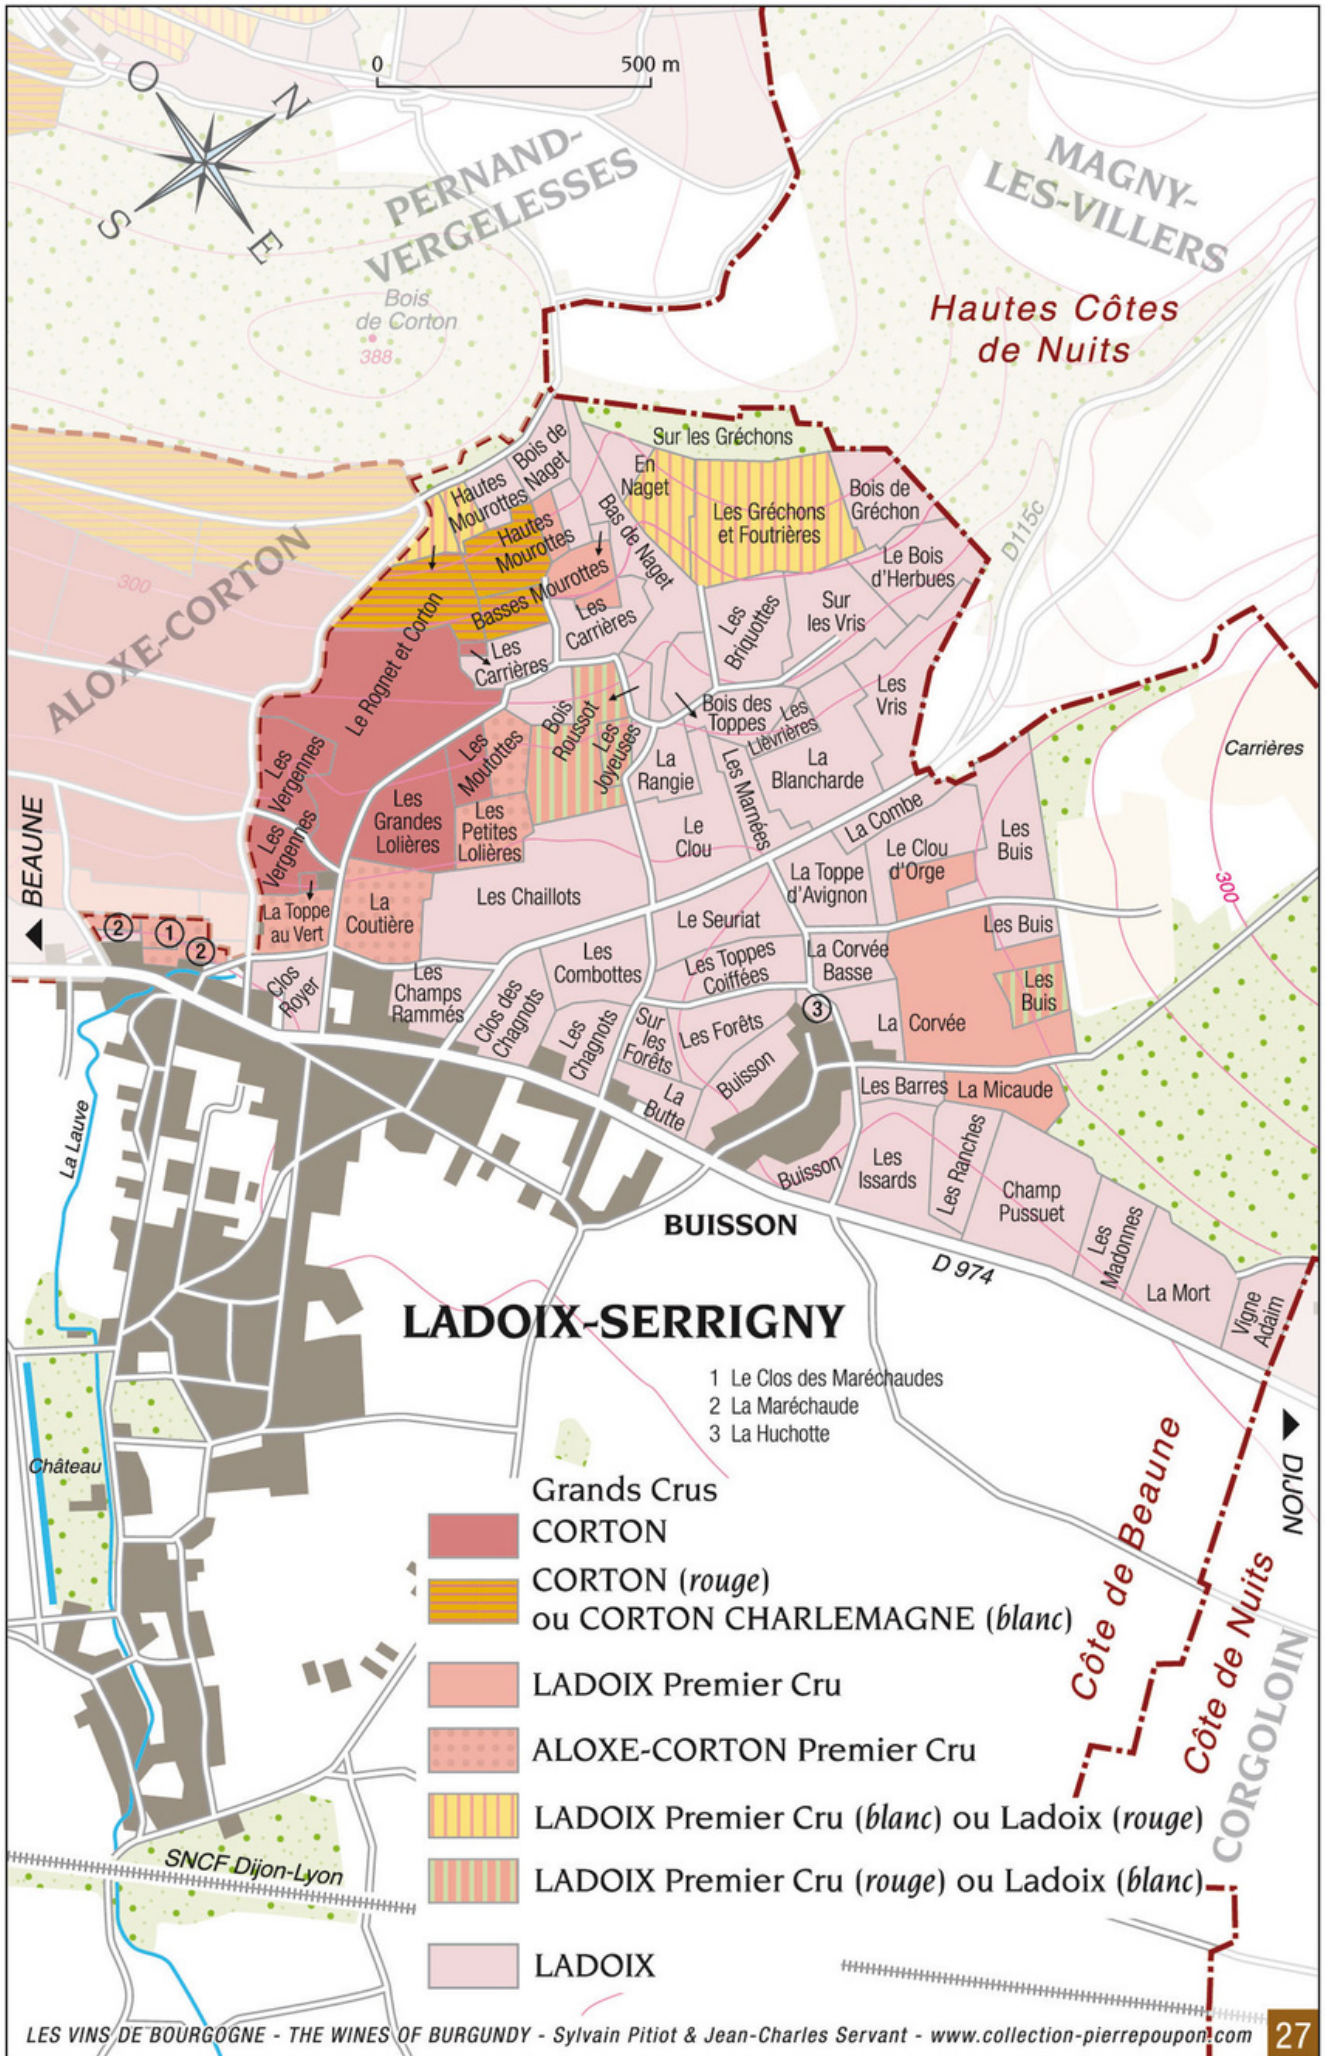 0
500 m
O
N
S
E
PERNAND-
VERGELESSES
MAGNY-
LES-VILLERS
Bois
de Corton
388
Hautes Côtes
de Nuits
D115c
Sur les Gréchons
Bois de
Naget
En
Naget
Hautes
Mourottes
Les Gréchons
et Foutrières
Bois de
Gréchon
Hautes
Mourottes
Bas de Naget
Le Bois
d'Herbues
ALOXE-CORTON
300
Basses Mourottes
Les
Carrières
Les
Briquottes
Sur
les Vris
Le Rognet et Corton
Les
Carrières
Bois
Roussot
Les
Joyeuses
Bois des
Toppes
Les
Lièvrières
Les
Vris
Les
Vergennes
Les
Moutottes
La
Rangie
Les Marnées
La
Blancharde
Carrières
Les
Vergennes
Les
Grandes
Lolières
Les
Petites
Lolières
Le
Clou
La Combe
Les
Buis
Le Clou
d'Orge
La Toppe
d'Avignon
300
BEAUNE
La Toppe
au Vert
La
Coutière
Les Chaillots
Le Seuriat
Les Buis
2
1
2
Les
Combottes
Les Toppes
Coiffées
La Corvée
Basse
Les
Buis
Clos
Royer
Les
Champs
Rammés
Clos des
Chagnots
Les
Chagnots
Sur
les
Forêts
Les Forêts
3
La Corvée
Buisson
La
Butte
Les Barres
La Micaude
La Lauve
Buisson
Les
Issards
Les Ranches
Champ
Pussuet
Les
Madonnes
La Mort
Vigne
Adaim
BUISSON
D 974
LADOIX-SERRIGNY
1 Le Clos des Maréchaudes
2 La Maréchaude
3 La Huchotte
DIJON
Château
Côte de Beaune
Côte de Nuits
CORGOLOIN
Grands Crus
CORTON
CORTON (rouge)
ou CORTON CHARLEMAGNE (blanc)
LADOIX Premier Cru
ALOXE-CORTON Premier Cru
LADOIX Premier Cru (blanc) ou Ladoix (rouge)
LADOIX Premier Cru (rouge) ou Ladoix (blanc)
LADOIX
SNCF Dijon-Lyon
LES VINS DE BOURGOGNE - THE WINES OF BURGUNDY - Sylvain Pitiot & Jean-Charles Servant - www.collection-pierrepoupon.com
27